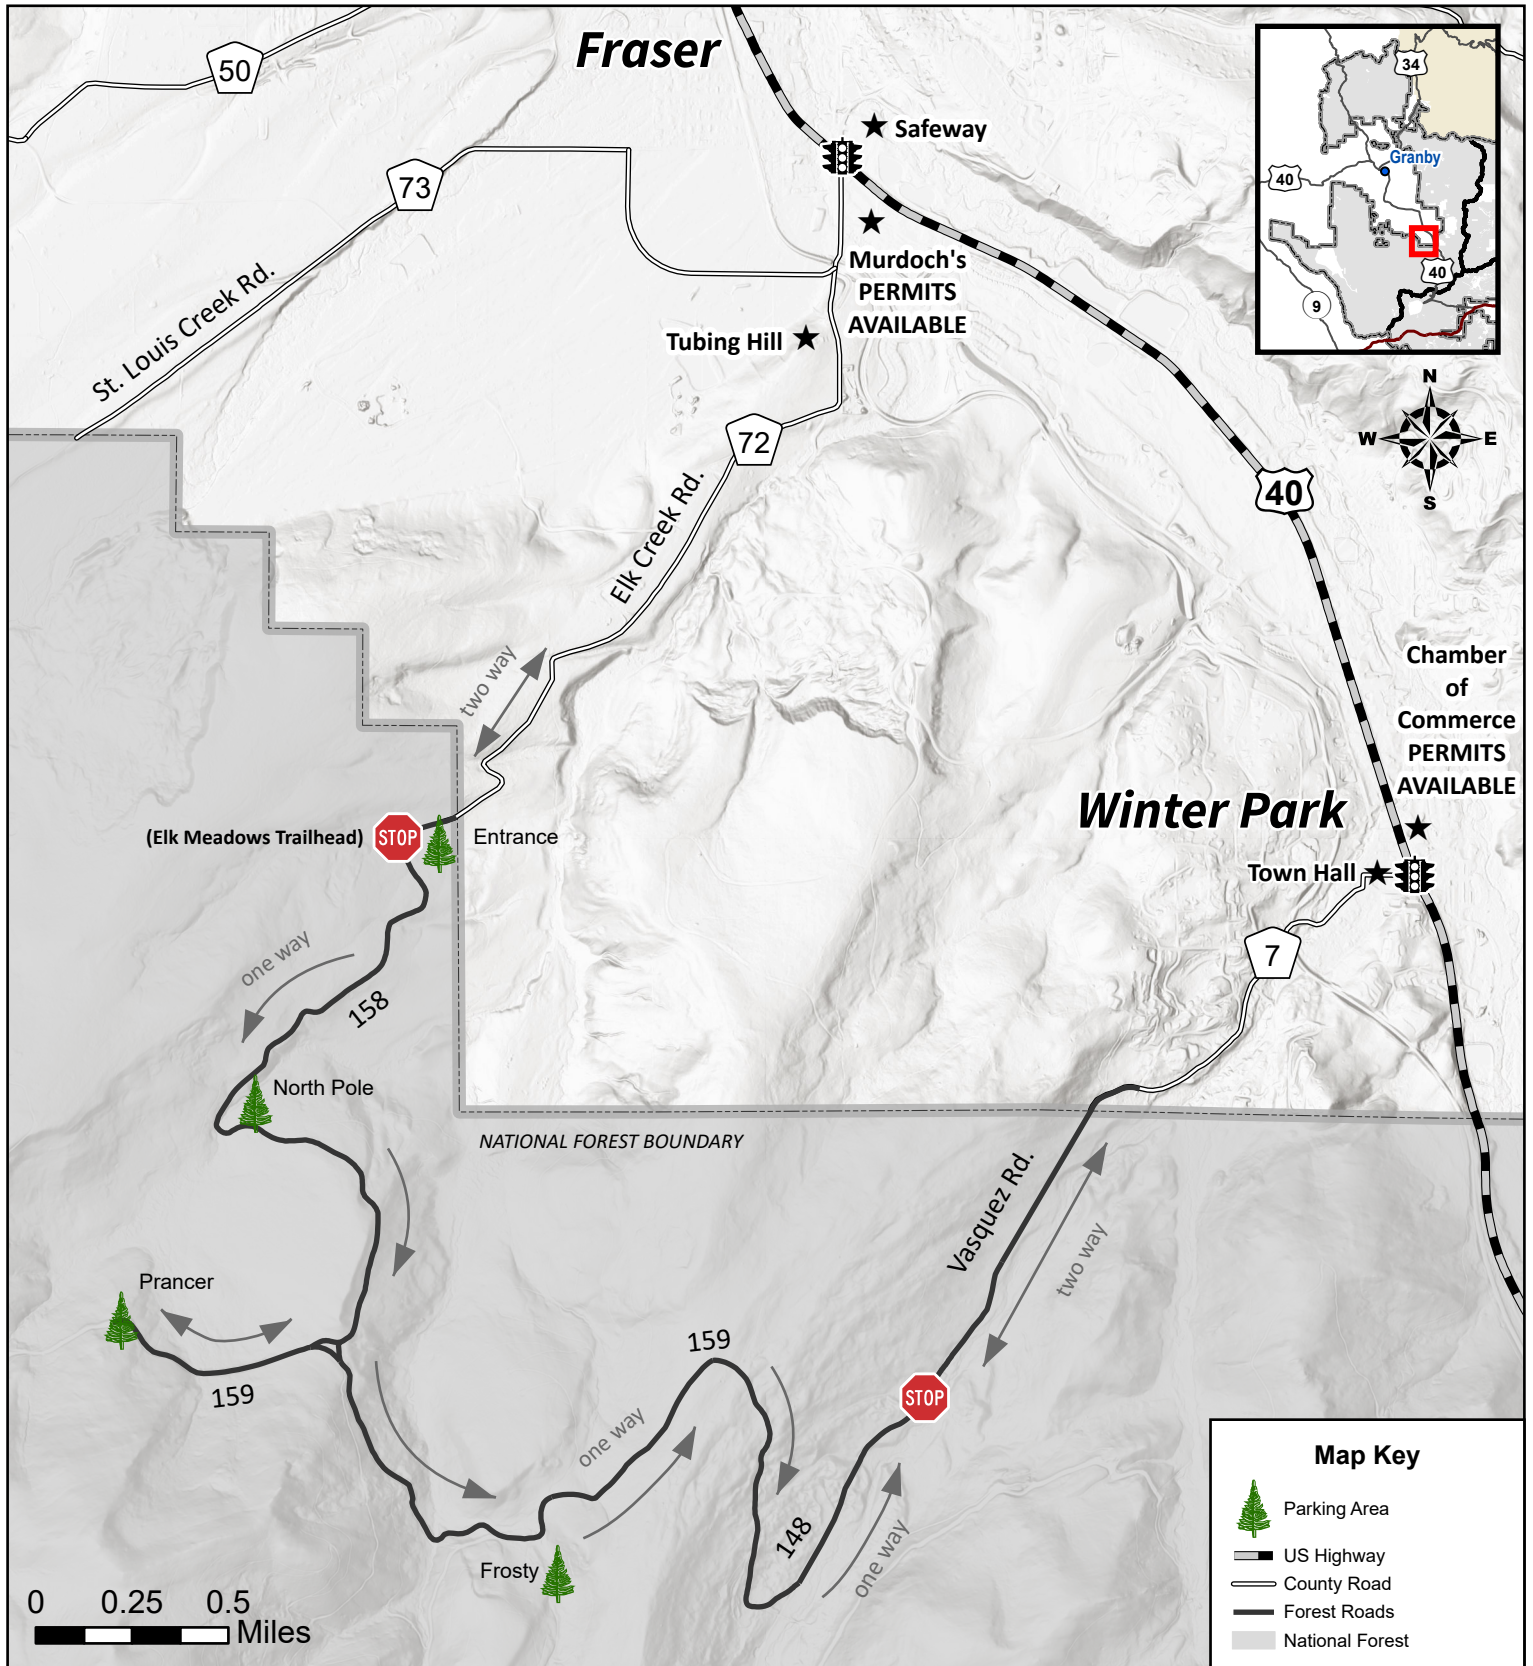 Fraser
50
Safeway
34
Granby
40
73
Murdoch's
PERMITS
AVAILABLE
40
9
St. Louis Creek Rd.
Tubing Hill
N
W E
S
72
40
Elk Creek Rd.
two way
Chamber
of
Commerce
PERMITS
AVAILABLE
Winter Park
(Elk Meadows Trailhead)
STOP
Entrance
Town Hall
7
one way
158
North Pole
NATIONAL FOREST BOUNDARY
Vasquez Rd.
two way
Prancer
159
159
STOP
one way
148
one way
Frosty
0 0.25 0.5
Miles
Map Key
Parking Area
US Highway
County Road
Forest Roads
National Forest